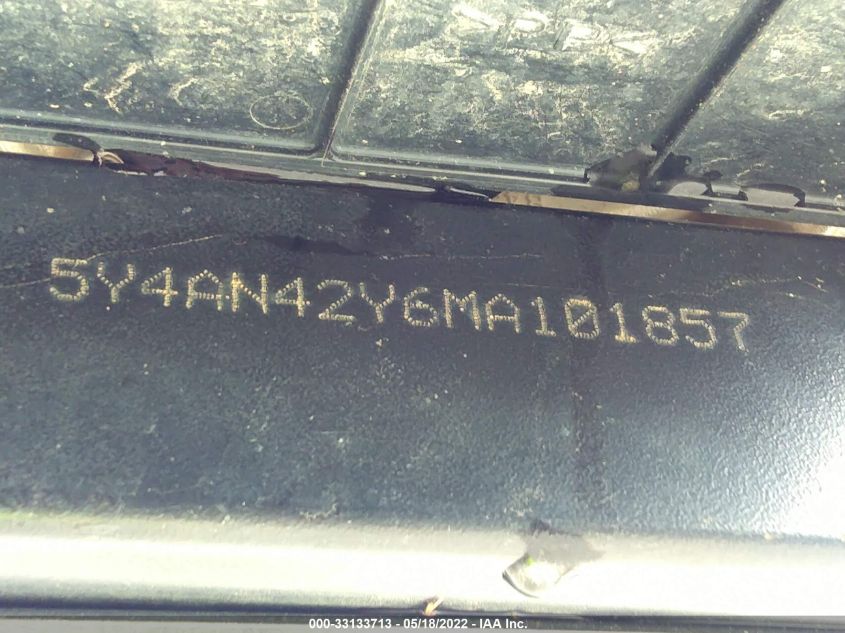 5Y4AN42Y6MA101857
000-33133713 - 05/18/2022 - IAA Inc.